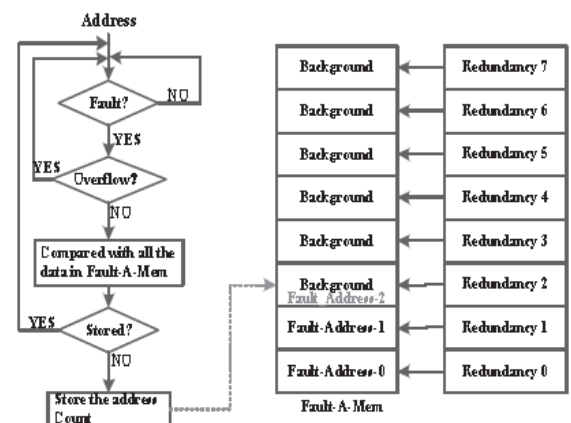 Address
Fault?
NO
YES
YES
Overflow?
NO
Compared with all the
data in Fault-A-Mem
YES
Stored?
NO
Store the address
Count
Background
Background
Background
Background
Background
Background
Fault_Address-2
Fault-Address-1
Fault-Address-0
Fault-A-Mem
Redundancy 7
Redundancy 6
Redundancy 5
Redundancy 4
Redundancy 3
Redundancy 2
Redundancy 1
Redundancy 0